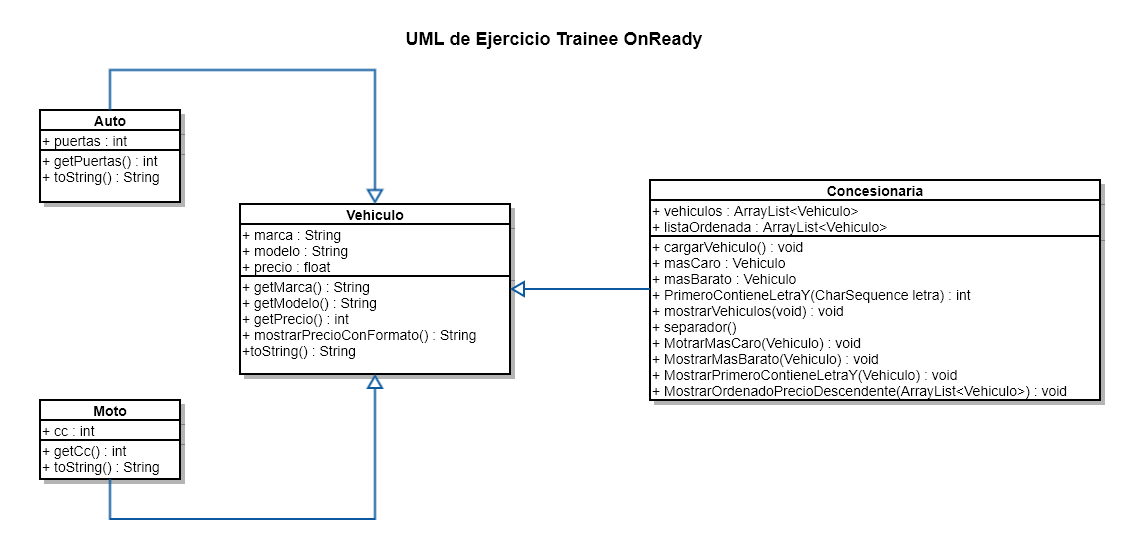 UML de Ejercicio Trainee OnReady
Auto
+ puertas : int
+ getPuertas() : int
+ toString() : String
Vehiculo
+ marca : String
+ modelo : String
+ precio : float
+ getMarca() : String
+ getModelo() : String
+ getPrecio() : int
+ mostrarPrecioConFormato() : String
+toString() : String
Concesionaria
+ vehiculos : ArrayList<Vehiculo>
+ listaOrdenada : ArrayList<Vehiculo>
+ cargarVehiculo() : void
+ masCaro : Vehiculo
+ masBarato : Vehiculo
+ PrimeroContieneLetraY(CharSequence letra) : int
+ mostrarVehiculos(void) : void
+ separador()
+ MotrarMasCaro(Vehiculo) : void
+ MostrarMasBarato(Vehiculo) : void
+ MostrarPrimeroContieneLetraY(Vehiculo) : void
+ MostrarOrdenadoPrecioDescendente(ArrayList<Vehiculo>) : void
Moto
+ cc : int
+ getCc() : int
+ toString() : String